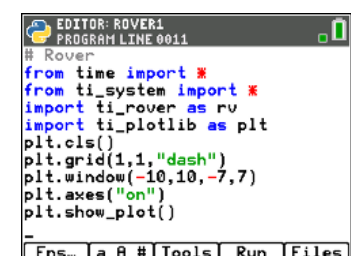 EDITOR: ROVER1
PROGRAM LINE 0011
# Rover
from time import *
from ti_system import *
import ti_rover as rv
import ti_plotlib as plt
plt.cls()
plt.grid(1,1,"dash")
plt.window(-10,10,-7,7)
plt.axes("on")
plt.show_plot()
_
Fns… a A # Tools Run Files